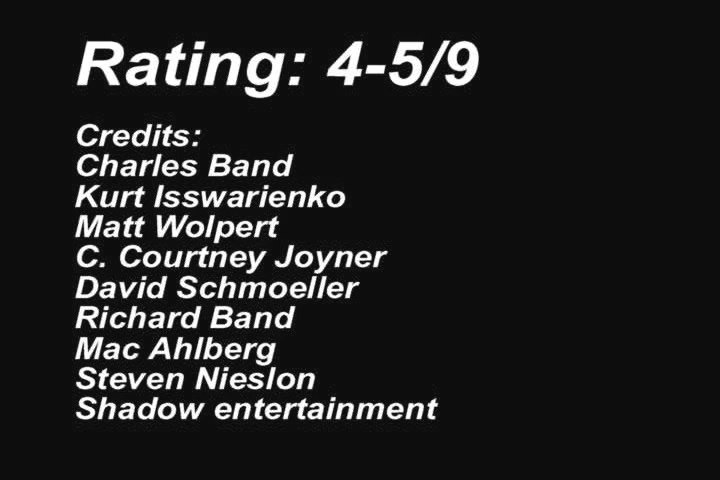 Rating: 4-5/9
Credits:
Charles Band
Kurt Isswarienko
Matt Wolpert
C. Courtney Joyner
David Schmoeller
Richard Band
Mac Ahlberg
Steven Nieslon
Shadow entertainment